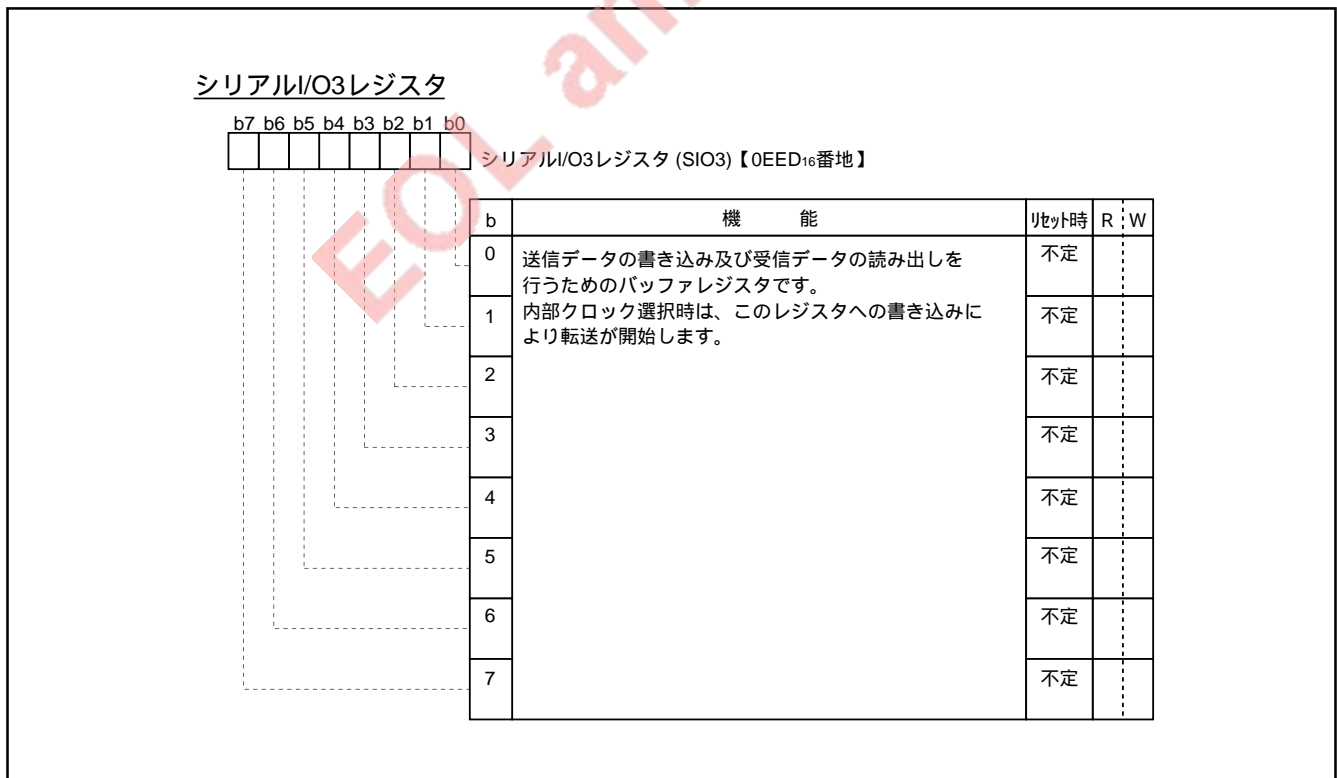 シリアルI/O3レジスタ
b7 b6 b5 b4 b3 b2 b1 b0
シリアルI/O3レジスタ (SIO3)【0EED16番地】
b 機 能 リセット時 R W
0 送信データの書き込み及び受信データの読み出しを 不定
行うためのバッファレジスタです。
1 内部クロック選択時は、このレジスタへの書き込みに 不定
より転送が開始します。
2 不定
3 不定
4 不定
5 不定
6 不定
7 不定
EOL